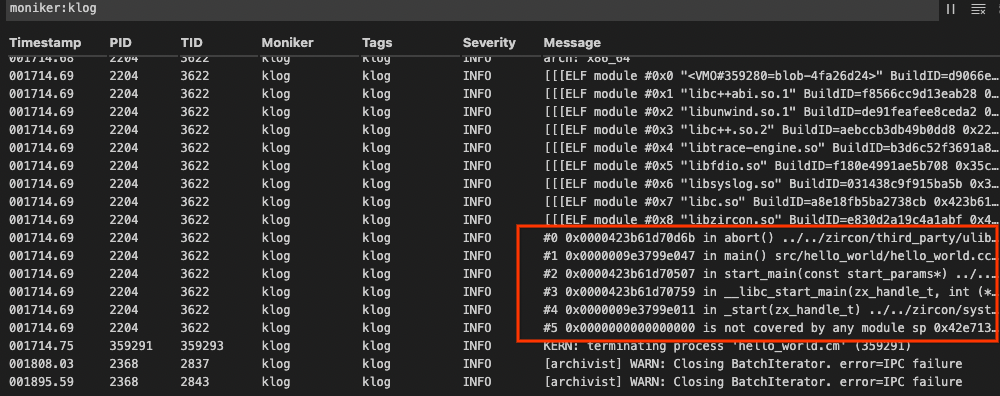 moniker:klog
Timestamp PID TID Moniker Tags Severity Message
001714.68 2204 3622 klog klog INFO arch: x86_64
001714.69 2204 3622 klog klog INFO [[[ELF module #0x0 "<VMO#359280=blob-4fa26d24>" BuildID=d9066e…
001714.69 2204 3622 klog klog INFO [[[ELF module #0x1 "libc++abi.so.1" BuildID=f8566cc9d13eab28 0…
001714.69 2204 3622 klog klog INFO [[[ELF module #0x2 "libunwind.so.1" BuildID=de91feafee8ceda2 0…
001714.69 2204 3622 klog klog INFO [[[ELF module #0x3 "libc++.so.2" BuildID=aebccb3db49b0dd8 0x22…
001714.69 2204 3622 klog klog INFO [[[ELF module #0x4 "libtrace-engine.so" BuildID=b3d6c52f3691a8…
001714.69 2204 3622 klog klog INFO [[[ELF module #0x5 "libfdio.so" BuildID=f180e4991ae5b708 0x35c…
001714.69 2204 3622 klog klog INFO [[[ELF module #0x6 "libsyslog.so" BuildID=031438c9f915ba5b 0x3…
001714.69 2204 3622 klog klog INFO [[[ELF module #0x7 "libc.so" BuildID=a8e18fb5ba2738cb 0x423b61…
001714.69 2204 3622 klog klog INFO [[[ELF module #0x8 "libzircon.so" BuildID=e830d2a19c4a1abf 0x4…
001714.69 2204 3622 klog klog INFO #0 0x0000423b61d70d6b in abort() ../../zircon/third_party/ulib…
001714.69 2204 3622 klog klog INFO #1 0x0000009e3799e047 in main() src/hello_world/hello_world.cc…
001714.69 2204 3622 klog klog INFO #2 0x0000423b61d70507 in start_main(const start_params*) ../..…
001714.69 2204 3622 klog klog INFO #3 0x0000423b61d70759 in __libc_start_main(zx_handle_t, int (*…
001714.69 2204 3622 klog klog INFO #4 0x0000009e3799e011 in _start(zx_handle_t) ../../zircon/syst…
001714.69 2204 3622 klog klog INFO #5 0x0000000000000000 is not covered by any module sp 0x42e713…
001714.75 359291 359293 klog klog INFO KERN: terminating process 'hello_world.cm' (359291)
001808.03 2368 2837 klog klog INFO [archivist] WARN: Closing BatchIterator. error=IPC failure
001895.59 2368 2843 klog klog INFO [archivist] WARN: Closing BatchIterator. error=IPC failure